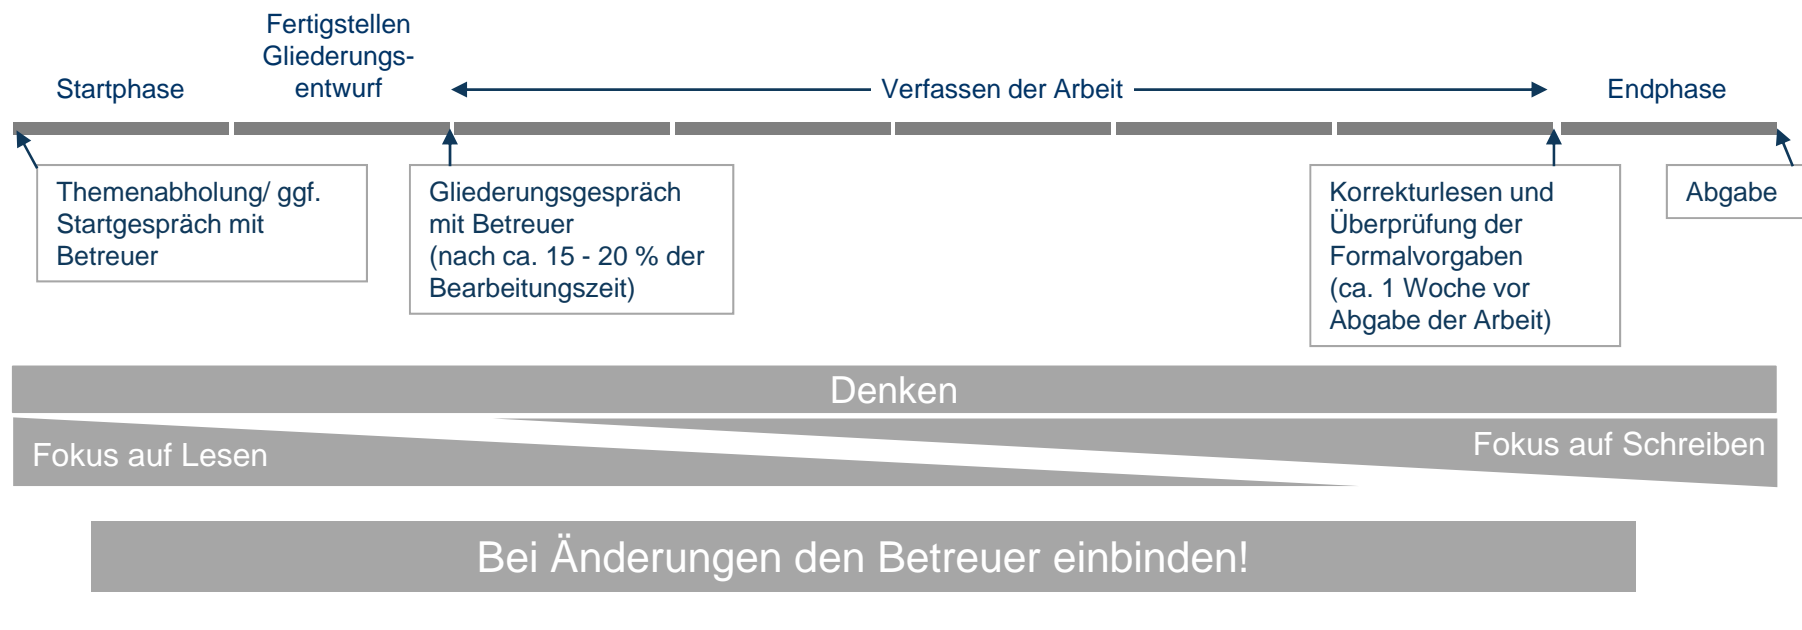 Fertigstellen
Gliederungs-
entwurf
Startphase
Verfassen der Arbeit
Endphase
Themenabholung/ ggf.
Startgespräch mit
Betreuer
Gliederungsgespräch
mit Betreuer
(nach ca. 15 - 20 % der
Bearbeitungszeit)
Korrekturlesen und
Überprüfung der
Formalvorgaben
(ca. 1 Woche vor
Abgabe der Arbeit)
Abgabe
Denken
Fokus auf Lesen
Fokus auf Schreiben
Bei Änderungen den Betreuer einbinden!